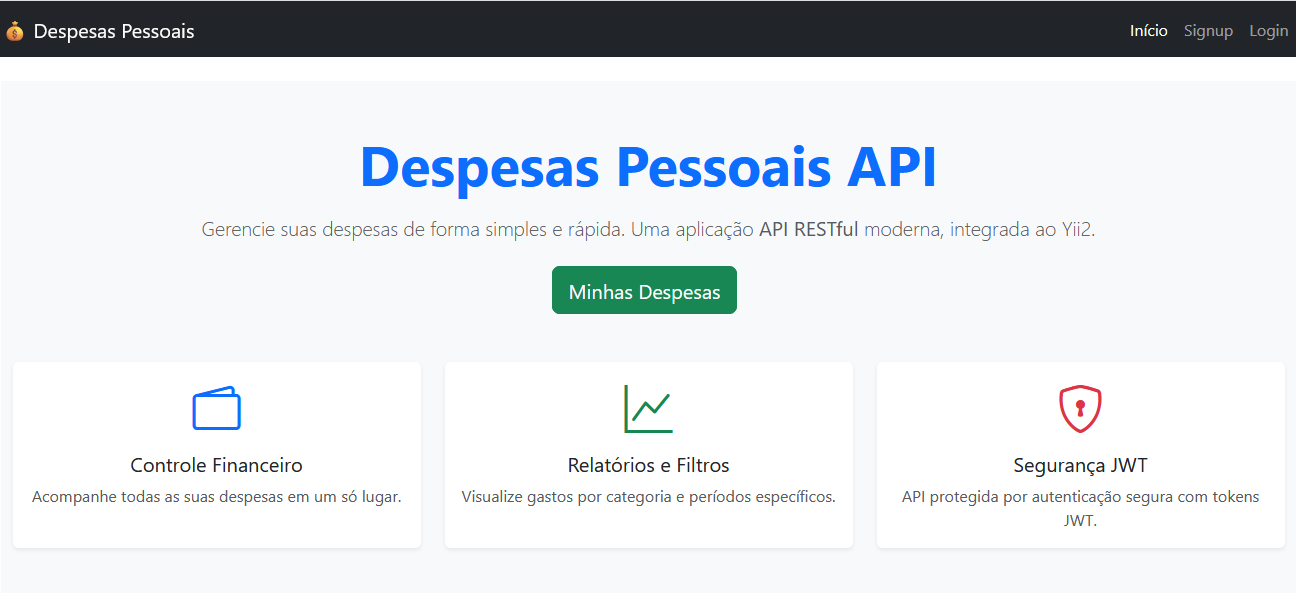 Despesas Pessoais
Início Signup Login
Despesas Pessoais API
Gerencie suas despesas de forma simples e rápida. Uma aplicação API RESTful moderna, integrada ao Yii2.
Minhas Despesas
Controle Financeiro
Acompanhe todas as suas despesas em um só lugar.
Relatórios e Filtros
Visualize gastos por categoria e períodos específicos.
Segurança JWT
API protegida por autenticação segura com tokens
JWT.